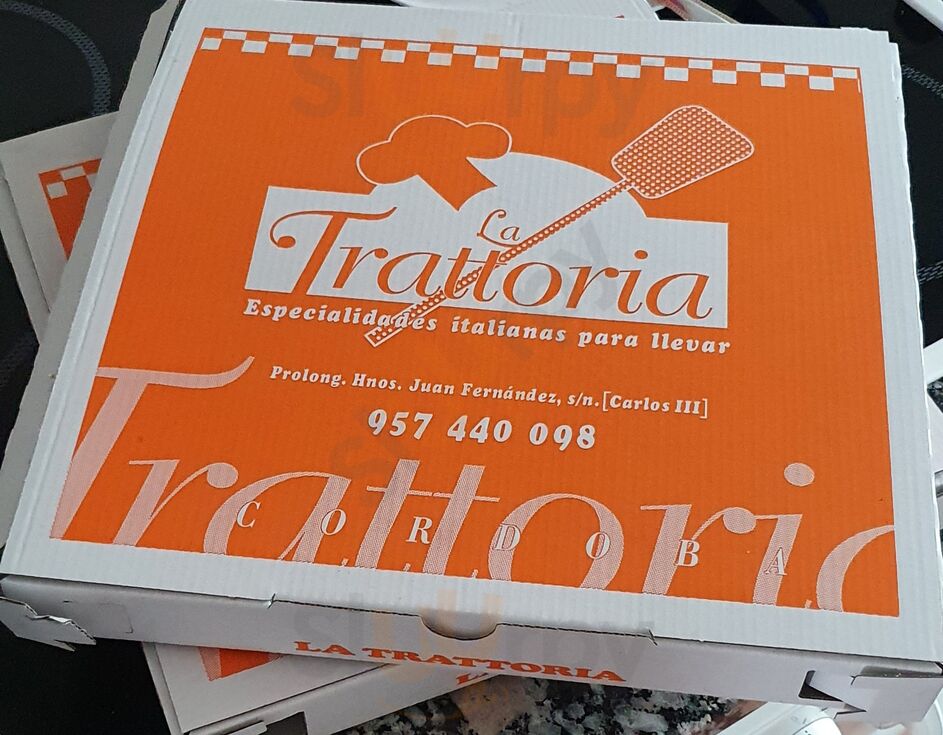 La
Trattoria
Especialidades italianas para llevar
Prolong. Hnos. Juan Fernández, s/n. [Carlos III]
957 440 098
Trattoria
CORDOBA
LA TRATTORIA